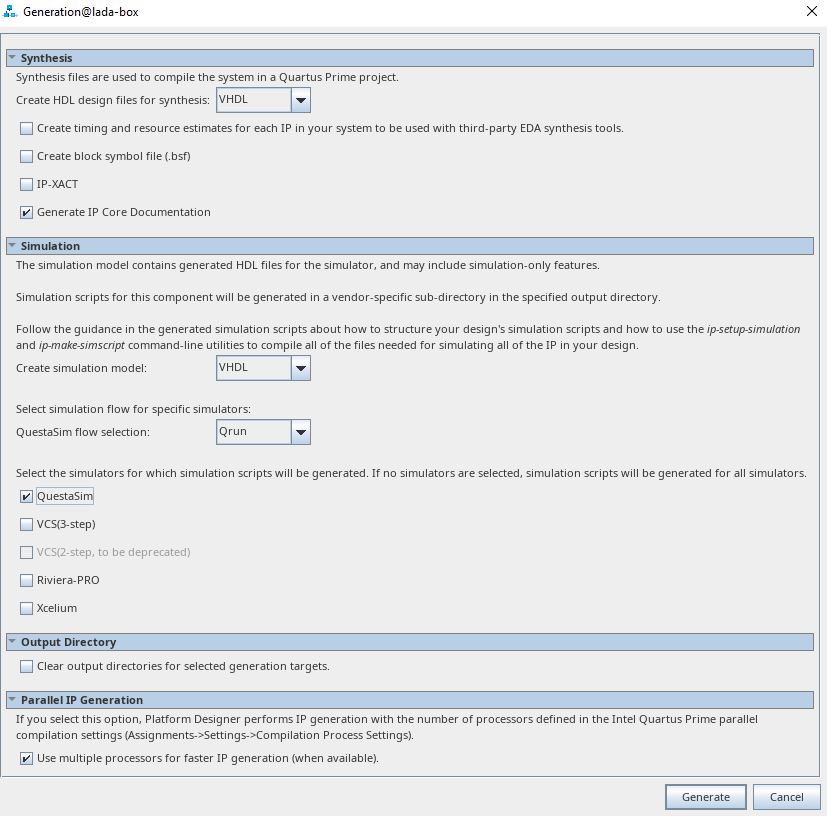 Generation@lada-box
Synthesis
Synthesis files are used to compile the system in a Quartus Prime project.
Create HDL design files for synthesis: VHDL
Create timing and resource estimates for each IP in your system to be used with third-party EDA synthesis tools.
Create block symbol file (.bsf)
IP-XACT
Generate IP Core Documentation
Simulation
The simulation model contains generated HDL files for the simulator, and may include simulation-only features.
Simulation scripts for this component will be generated in a vendor-specific sub-directory in the specified output directory.
Follow the guidance in the generated simulation scripts about how to structure your design's simulation scripts and how to use the ip-setup-simulation
and ip-make-simscript command-line utilities to compile all of the files needed for simulating all of the IP in your design.
Create simulation model: VHDL
Select simulation flow for specific simulators:
QuestaSim flow selection: Qrun
Select the simulators for which simulation scripts will be generated. If no simulators are selected, simulation scripts will be generated for all simulators.
QuestaSim
VCS(3-step)
VCS(2-step, to be deprecated)
Riviera-PRO
Xcelium
Output Directory
Clear output directories for selected generation targets.
Parallel IP Generation
If you select this option, Platform Designer performs IP generation with the number of processors defined in the Intel Quartus Prime parallel
compilation settings (Assignments->Settings->Compilation Process Settings).
Use multiple processors for faster IP generation (when available).
Generate Cancel